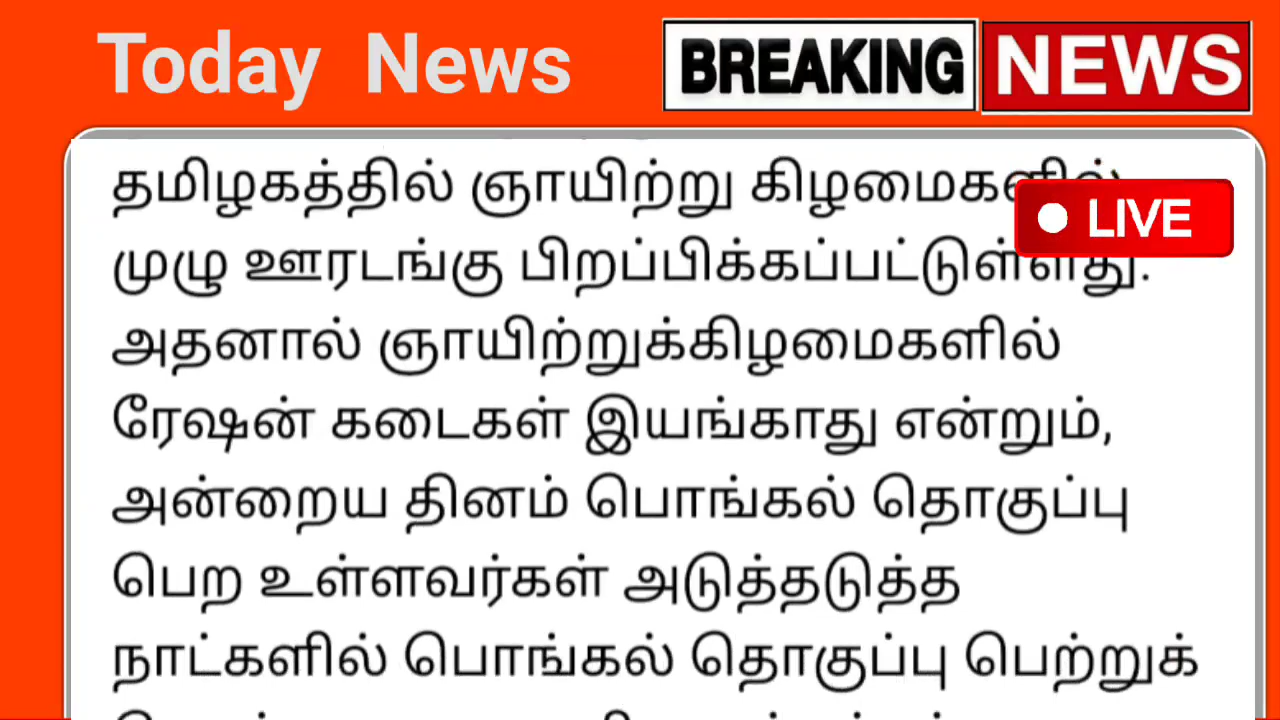 Today News
BREAKING NEWS
தமிழகத்தில் ஞாயிற்று கிழமைகளில்
LIVE
முழு ஊரடங்கு பிறப்பிக்கப்பட்டுள்ளது.
அதனால் ஞாயிற்றுக்கிழமைகளில்
ரேஷன் கடைகள் இயங்காது என்றும்,
அன்றைய தினம் பொங்கல் தொகுப்பு
பெற உள்ளவர்கள் அடுத்தடுத்த
நாட்களில் பொங்கல் தொகுப்பு பெற்றுக்